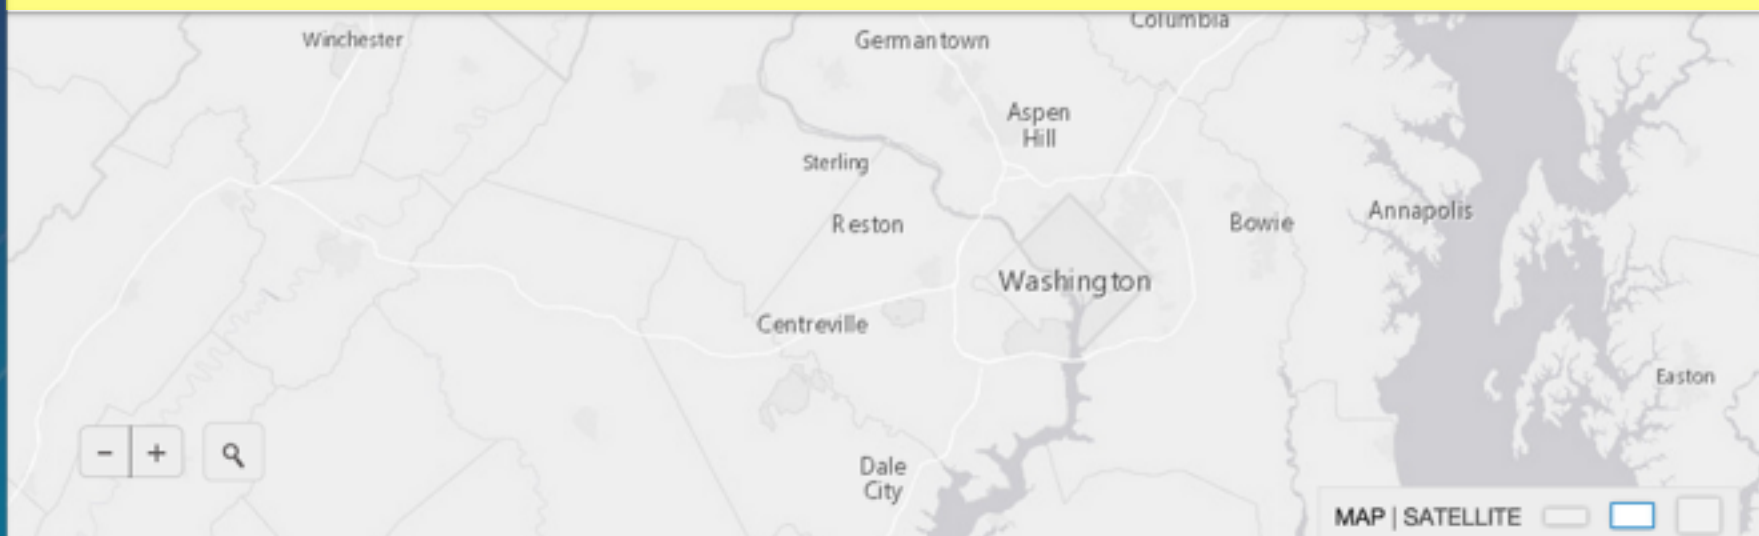 Columbia
Winchester
Germantown
Aspen
Hill
Sterling
Annapolis
Reston
Bowie
Washington
Centreville
Easton
− +
Dale
City
MAP | SATELLITE